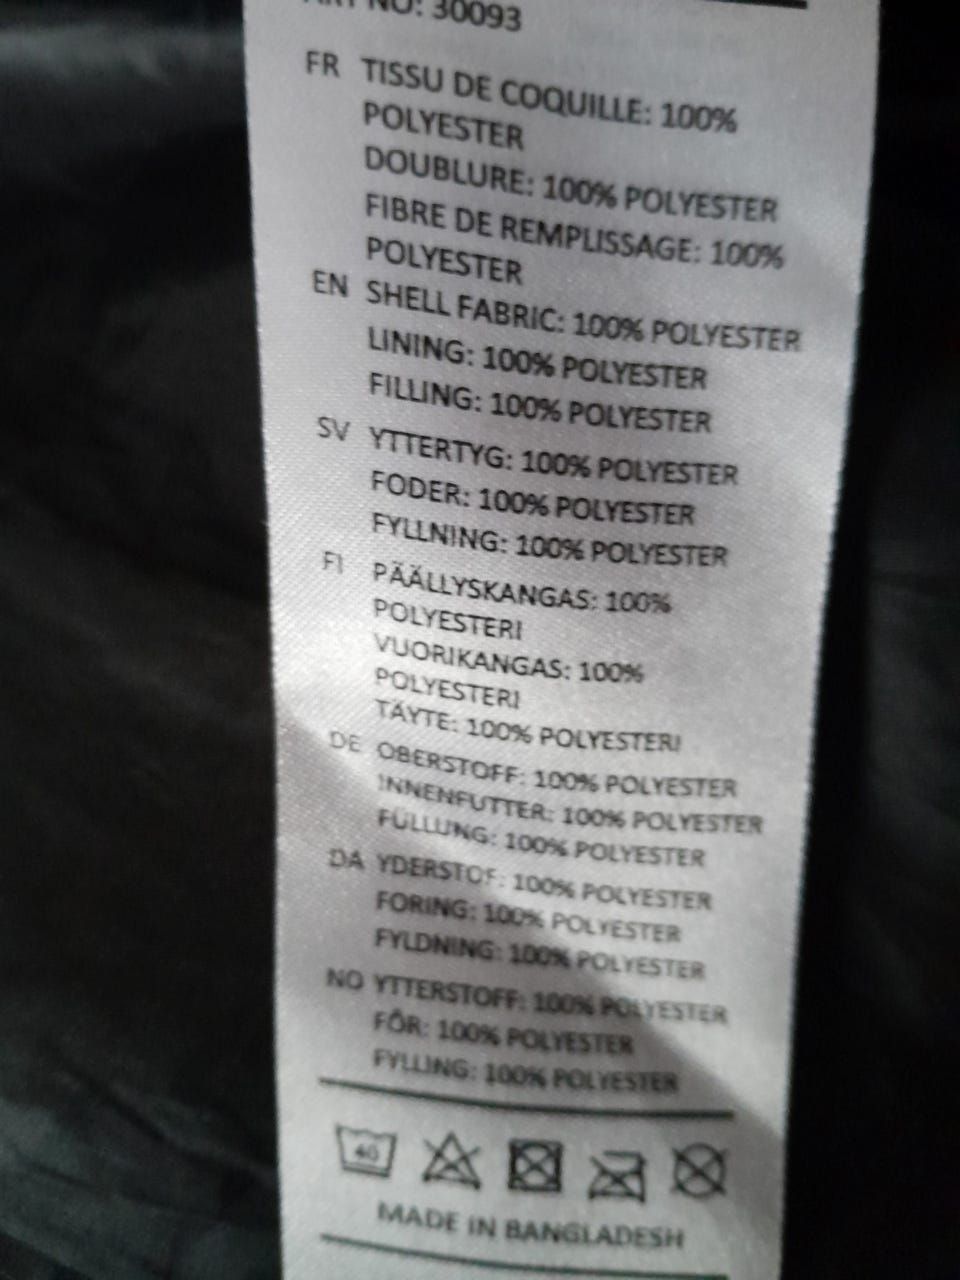 ART NO: 30093
FR TISSU DE COQUILLE: 100%
POLYESTER
DOUBLURE: 100% POLYESTER
FIBRE DE REMPLISSAGE: 100%
POLYESTER
EN SHELL FABRIC: 100% POLYESTER
LINING: 100% POLYESTER
FILLING: 100% POLYESTER
SV YTTERTYG: 100% POLYESTER
FODER: 100% POLYESTER
FYLLNING: 100% POLYESTER
FI PÄÄLLYSKANGAS: 100%
POLYESTERI
VUORIKANGAS: 100%
POLYESTERI
TÄYTE: 100% POLYESTERI
DE OBERSTOFF: 100% POLYESTER
INNENFUTTER: 100% POLYESTER
FÜLLUNG: 100% POLYESTER
DA YDERSTOF: 100% POLYESTER
FORING: 100% POLYESTER
FYLDNING: 100% POLYESTER
NO YTTERSTOFF: 100% POLYESTER
FÔR: 100% POLYESTER
FYLLING: 100% POLYESTER
40
MADE IN BANGLADESH